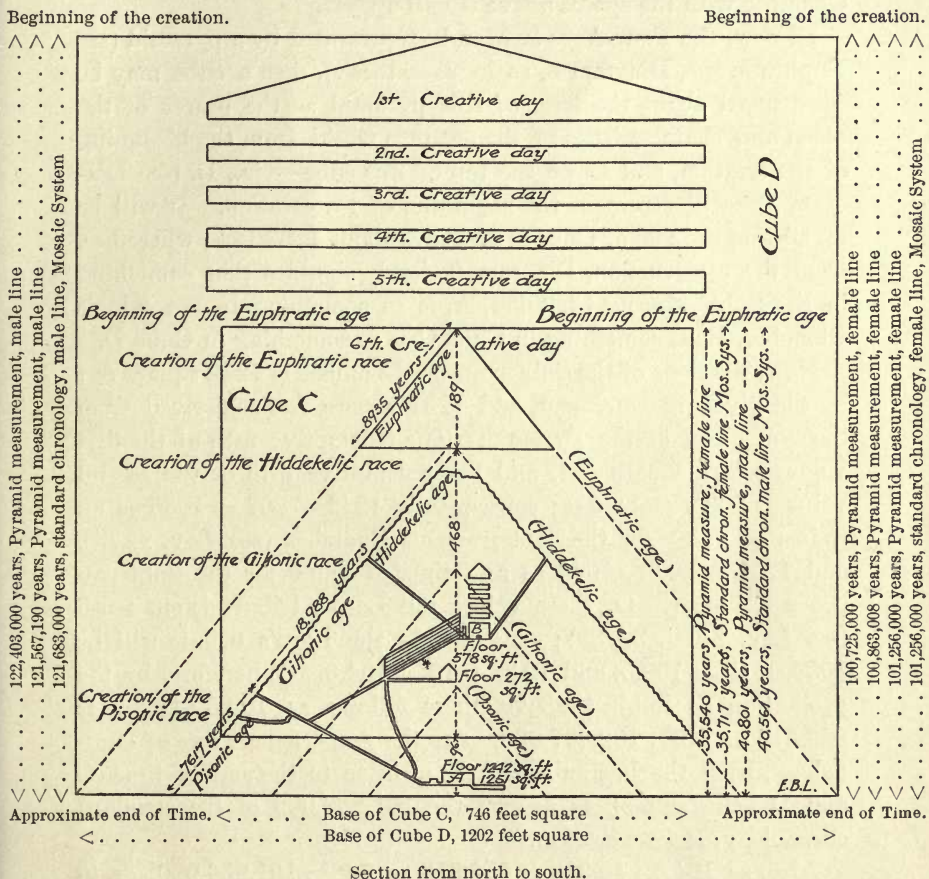 Beginning of the creation.
Beginning of the creation.
122,403,000 years, Pyramid measurement, male line
121,567,190 years, Pyramid measurement, male line
121,683,000 years, standard chronology, male line, Mosaic System
1st. Creative day
2nd. Creative day
3rd. Creative day
4th. Creative day
5th. Creative day
Cube D
Beginning of the Euphratic age
Beginning of the Euphratic age
6th. Cre-
ative day
Creation of the Euphratic race
Cube C
8935 years
Euphratic age
189'
(Euphratic age)
Creation of the Hiddekelic race
Hiddekelic age
468'
(Hiddekelic age)
Creation of the Gihonic race
18,988 years
Gihonic age
(Gihonic age)
Floor
578 sq. ft.
Floor 272
sq. ft.
(Pisonic age)
Creation of the
Pisonic race
7617 years
Pisonic age
96'
Floor 1242 sq. ft.
1251 sq. ft.
35,540 years, Pyramid measure, female line
35,717 years, Standard chron. female line Mos. Sys.
40,801 years, Pyramid measure, male line
40,561 years, Standard chron. male line Mos. Sys.
E.B.L.
100,725,000 years, Pyramid measurement, female line
100,863,008 years, Pyramid measurement, female line
101,256,000 years, Pyramid measurement, female line
101,256,000 years, standard chronology, female line, Mosaic System
Approximate end of Time.
Base of Cube C, 746 feet square
Approximate end of Time.
Base of Cube D, 1202 feet square
Section from north to south.